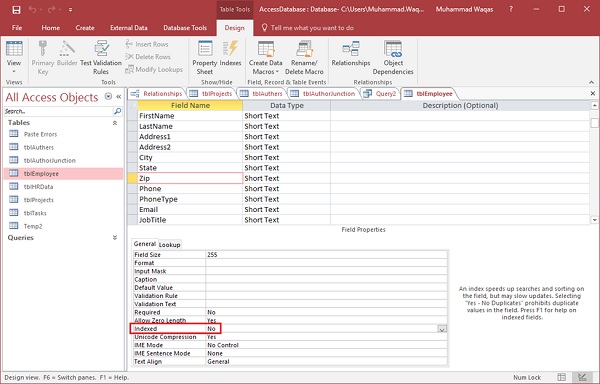 Table Tools
AccessDatabase : Database- C:\Users\Muhammad.Waq...
Muhammad Waqas
File
Home
Create
External Data
Database Tools
Design
Tell me what you want to do
View
Primary Key
Builder
Test Validation Rules
Insert Rows
Delete Rows
Modify Lookups
Property Sheet
Indexes
Create Data Macros
Rename/ Delete Macro
Relationships
Object Dependencies
Views
Tools
Show/Hide
Field, Record & Table Events
Relationships
All Access Objects
Tables
Paste Errors
tblAuthers
tblAuthorJunction
tblEmployee
tblHRData
tblProjects
tblTasks
Temp2
Queries
Relationships
tblProjects
tblAuthers
tblAuthorJunction
Query2
tblEmployee
Field Name Data Type Description (Optional)
FirstName Short Text
LastName Short Text
Address1 Short Text
Address2 Short Text
City Short Text
State Short Text
Zip Short Text
Phone Short Text
PhoneType Short Text
Email Short Text
JobTitle Short Text
Field Properties
General Lookup
Field Size 255
Format
Input Mask
Caption
Default Value
Validation Rule
Validation Text
Required No
Allow Zero Length Yes
Indexed No
Unicode Compression Yes
IME Mode No Control
IME Sentence Mode None
Text Align General
An index speeds up searches and sorting
on the field, but may slow updates. Selecting
"Yes - No Duplicates" prohibits duplicate
values in the field. Press F1 for help on
indexed fields.
Design view. F6 = Switch panes. F1 = Help.
Num Lock